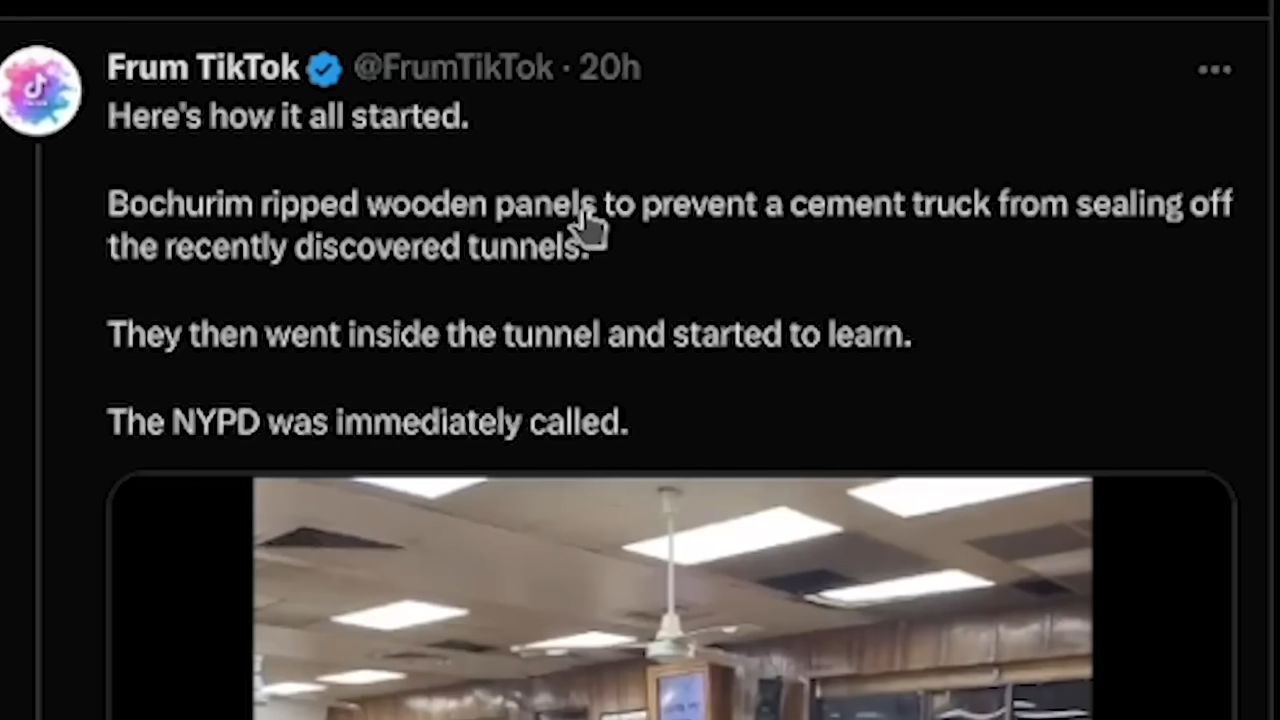 Frum TikTok @FrumTikTok · 20h
Here's how it all started.
Bochurim ripped wooden panels to prevent a cement truck from sealing off
the recently discovered tunnels.
They then went inside the tunnel and started to learn.
The NYPD was immediately called.